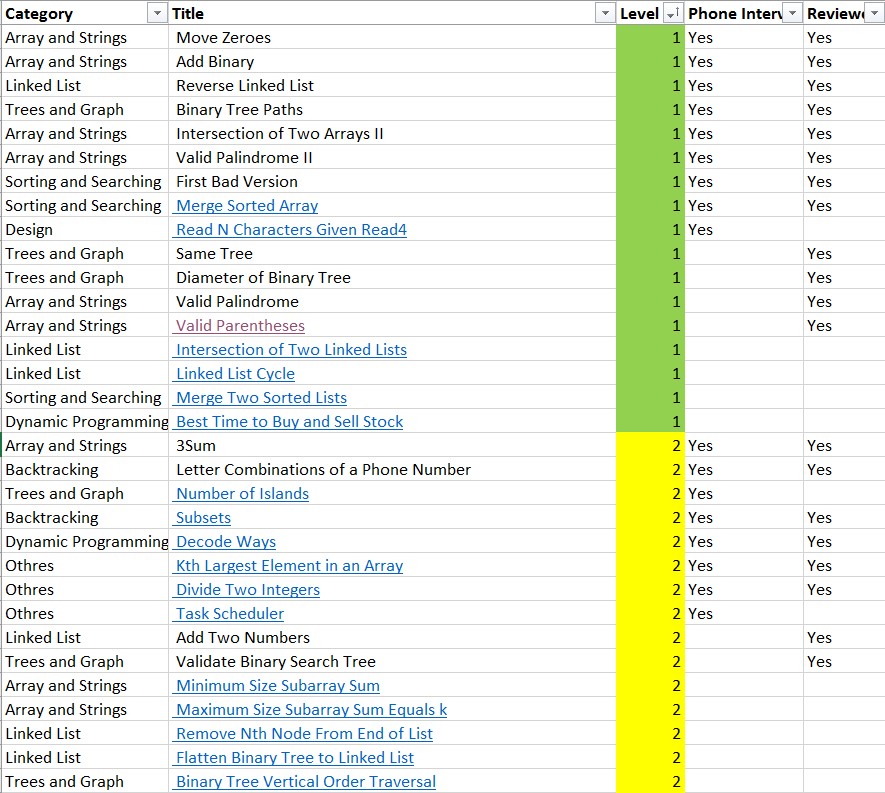 Category Title Level Phone Interv Reviewe
Array and Strings Move Zeroes 1 Yes Yes
Array and Strings Add Binary 1 Yes Yes
Linked List Reverse Linked List 1 Yes Yes
Trees and Graph Binary Tree Paths 1 Yes Yes
Array and Strings Intersection of Two Arrays II 1 Yes Yes
Array and Strings Valid Palindrome II 1 Yes Yes
Sorting and Searching First Bad Version 1 Yes Yes
Sorting and Searching Merge Sorted Array 1 Yes Yes
Design Read N Characters Given Read4 1 Yes
Trees and Graph Same Tree 1 Yes
Trees and Graph Diameter of Binary Tree 1 Yes
Array and Strings Valid Palindrome 1 Yes
Array and Strings Valid Parentheses 1 Yes
Linked List Intersection of Two Linked Lists 1
Linked List Linked List Cycle 1
Sorting and Searching Merge Two Sorted Lists 1
Dynamic Programming Best Time to Buy and Sell Stock 1
Array and Strings 3Sum 2 Yes Yes
Backtracking Letter Combinations of a Phone Number 2 Yes Yes
Trees and Graph Number of Islands 2 Yes
Backtracking Subsets 2 Yes Yes
Dynamic Programming Decode Ways 2 Yes Yes
Othres Kth Largest Element in an Array 2 Yes Yes
Othres Divide Two Integers 2 Yes Yes
Othres Task Scheduler 2 Yes
Linked List Add Two Numbers 2 Yes
Trees and Graph Validate Binary Search Tree 2 Yes
Array and Strings Minimum Size Subarray Sum 2
Array and Strings Maximum Size Subarray Sum Equals k 2
Linked List Remove Nth Node From End of List 2
Linked List Flatten Binary Tree to Linked List 2
Trees and Graph Binary Tree Vertical Order Traversal 2